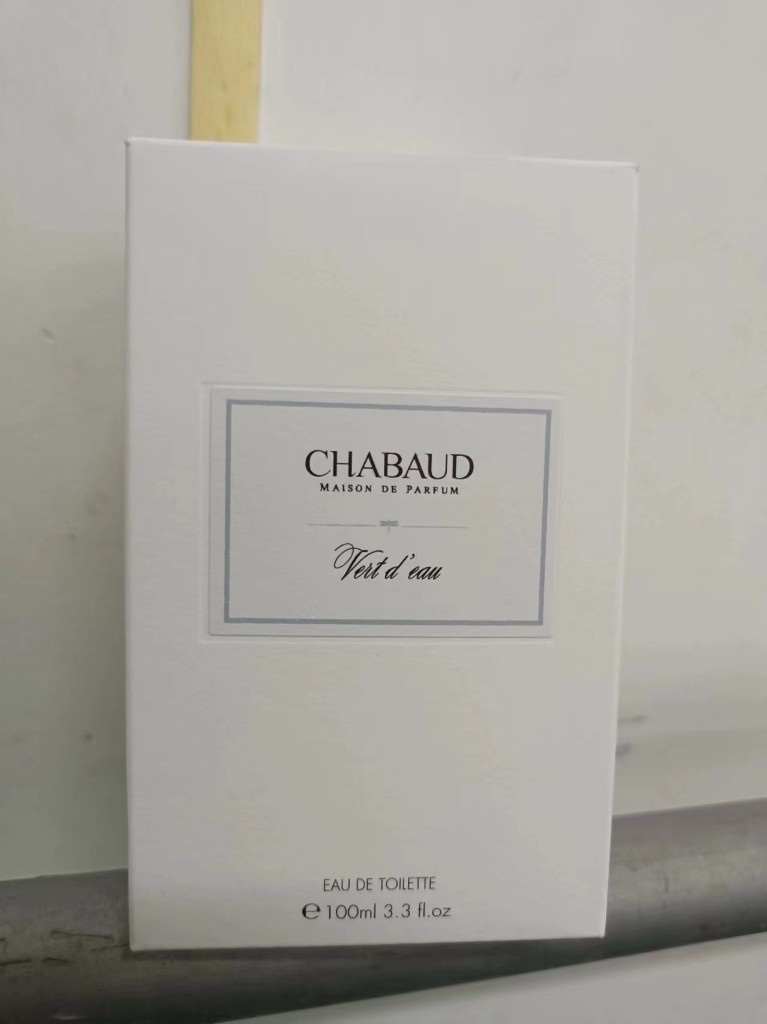 CHABAUD
MAISON DE PARFUM
Vert d'eau
EAU DE TOILETTE
℮100ml 3.3 fl.oz